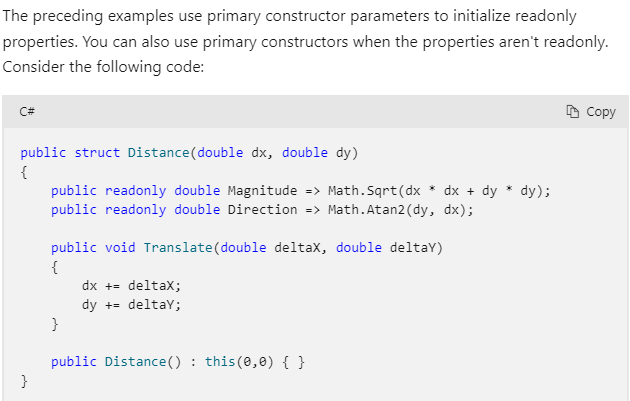 The preceding examples use primary constructor parameters to initialize readonly
properties. You can also use primary constructors when the properties aren't readonly.
Consider the following code:
C# Copy
public struct Distance(double dx, double dy)
{
    public readonly double Magnitude => Math.Sqrt(dx * dx + dy * dy);
    public readonly double Direction => Math.Atan2(dy, dx);

    public void Translate(double deltaX, double deltaY)
    {
        dx += deltaX;
        dy += deltaY;
    }

    public Distance() : this(0,0) { }
}